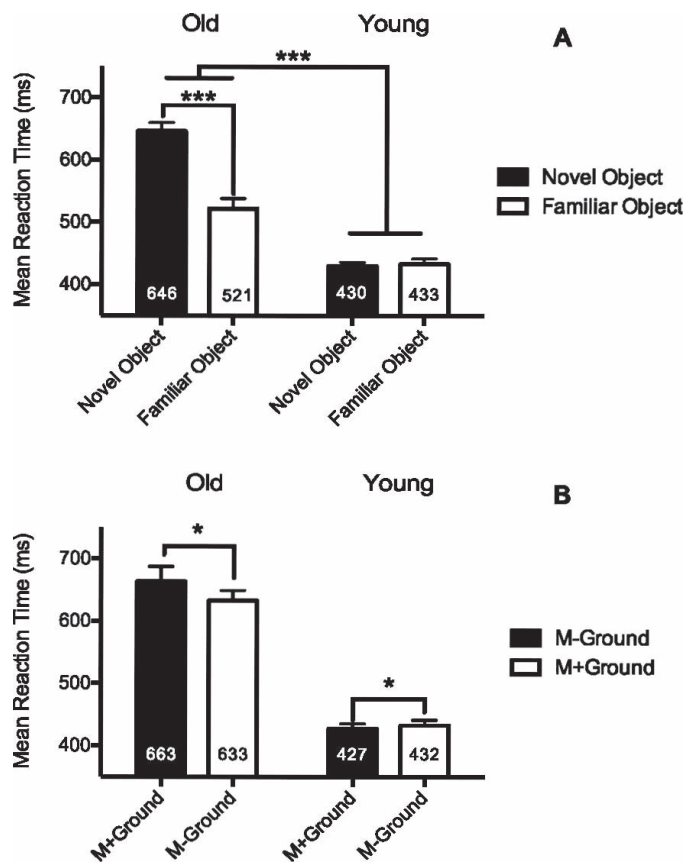 Old Young
A
***
***
Mean Reaction Time (ms)
700
600
500
400
646 521 430 433
Novel Object
Familiar Object
Novel Object
Familiar Object
Novel Object
Familiar Object
Old Young
B
*
*
Mean Reaction Time (ms)
700
600
500
400
663 633 427 432
M+Ground
M-Ground
M+Ground
M-Ground
M-Ground
M+Ground